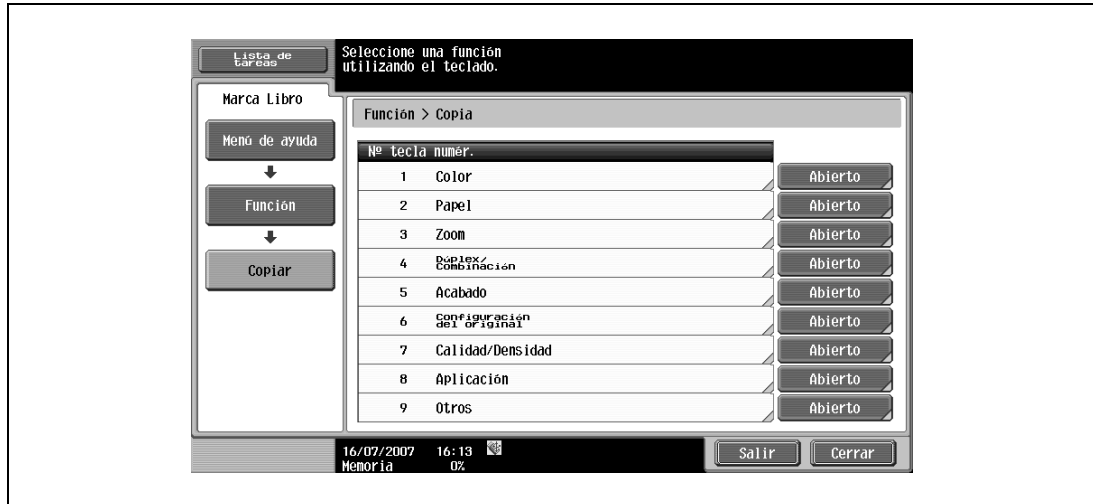 Lista de
tareas
Seleccione una función
utilizando el teclado.
Marca Libro
Menú de ayuda
Función
Copiar
Función > Copia
Nº tecla numér.
1 Color Abierto
2 Papel Abierto
3 Zoom Abierto
4 Dúplex/
Combinación Abierto
5 Acabado Abierto
6 Configuración
del original Abierto
7 Calidad/Densidad Abierto
8 Aplicación Abierto
9 Otros Abierto
16/07/2007 16:13
Memoria 0%
Salir Cerrar